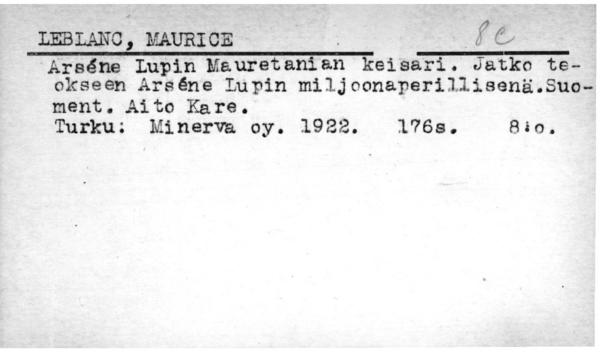 LEBLANC, MAURICE 8c
Arséne Lupin Mauretanian keisari. Jatko te-
okseen Arséne Lupin miljoonaperillisenä.Suo-
ment. Aito Kare.
Turku: Minerva oy. 1922. 176s. 8:o.